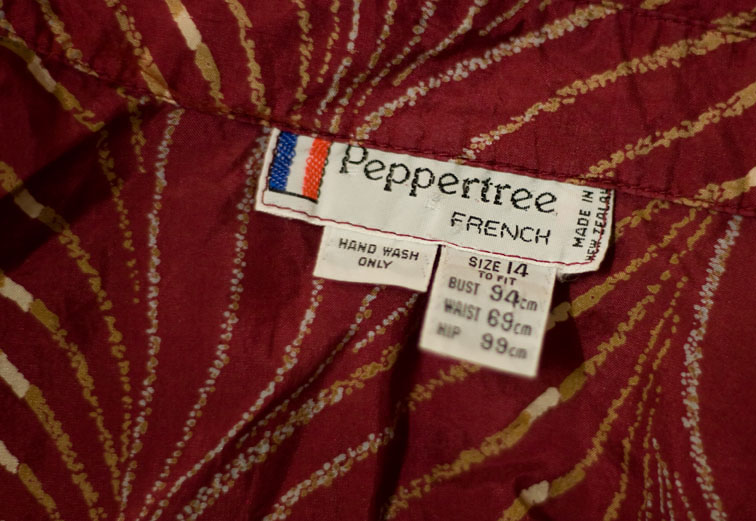 Peppertree
FRENCH
MADE IN
NEW ZEALAND
HAND WASH
ONLY
SIZE 14
TO FIT
BUST 94cm
WAIST 69cm
HIP 99cm